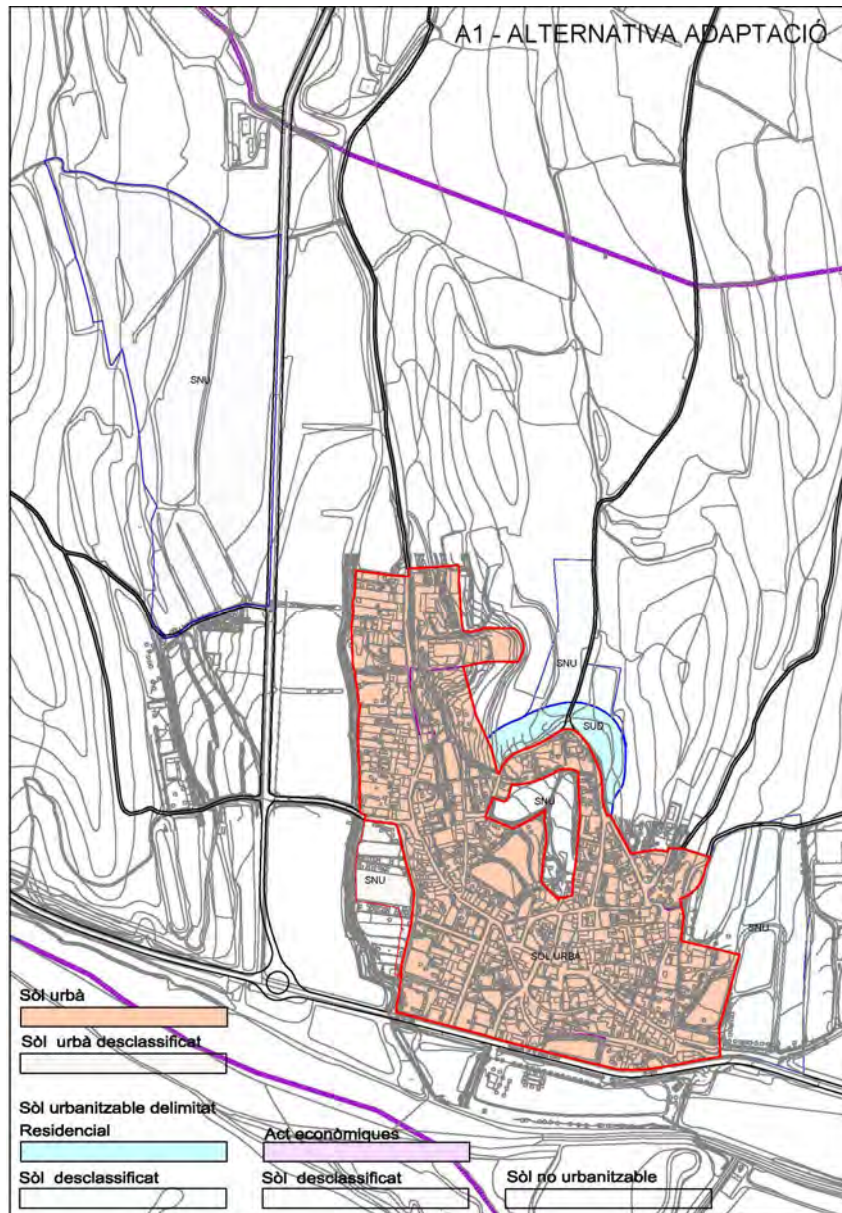 A1 - ALTERNATIVA ADAPTACIÓ
SNU
SNU
SUD
SNU
SNU
SNU
SÒL URBÀ
Sòl urbà
Sòl urbà desclassificat
Sòl urbanitzable delimitat
Residencial
Act econòmiques
Sòl desclassificat
Sòl desclassificat
Sòl no urbanitzable